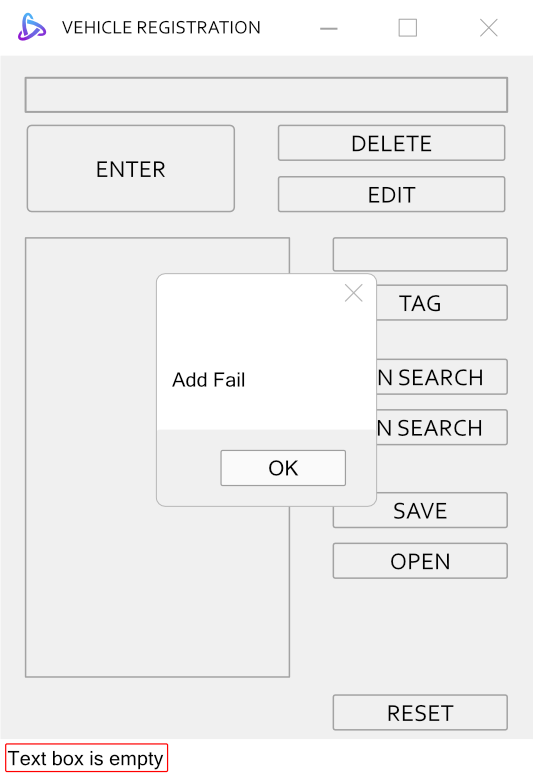 VEHICLE REGISTRATION
ENTER
DELETE
EDIT
TAG
N SEARCH
N SEARCH
Add Fail
OK
SAVE
OPEN
RESET
Text box is empty